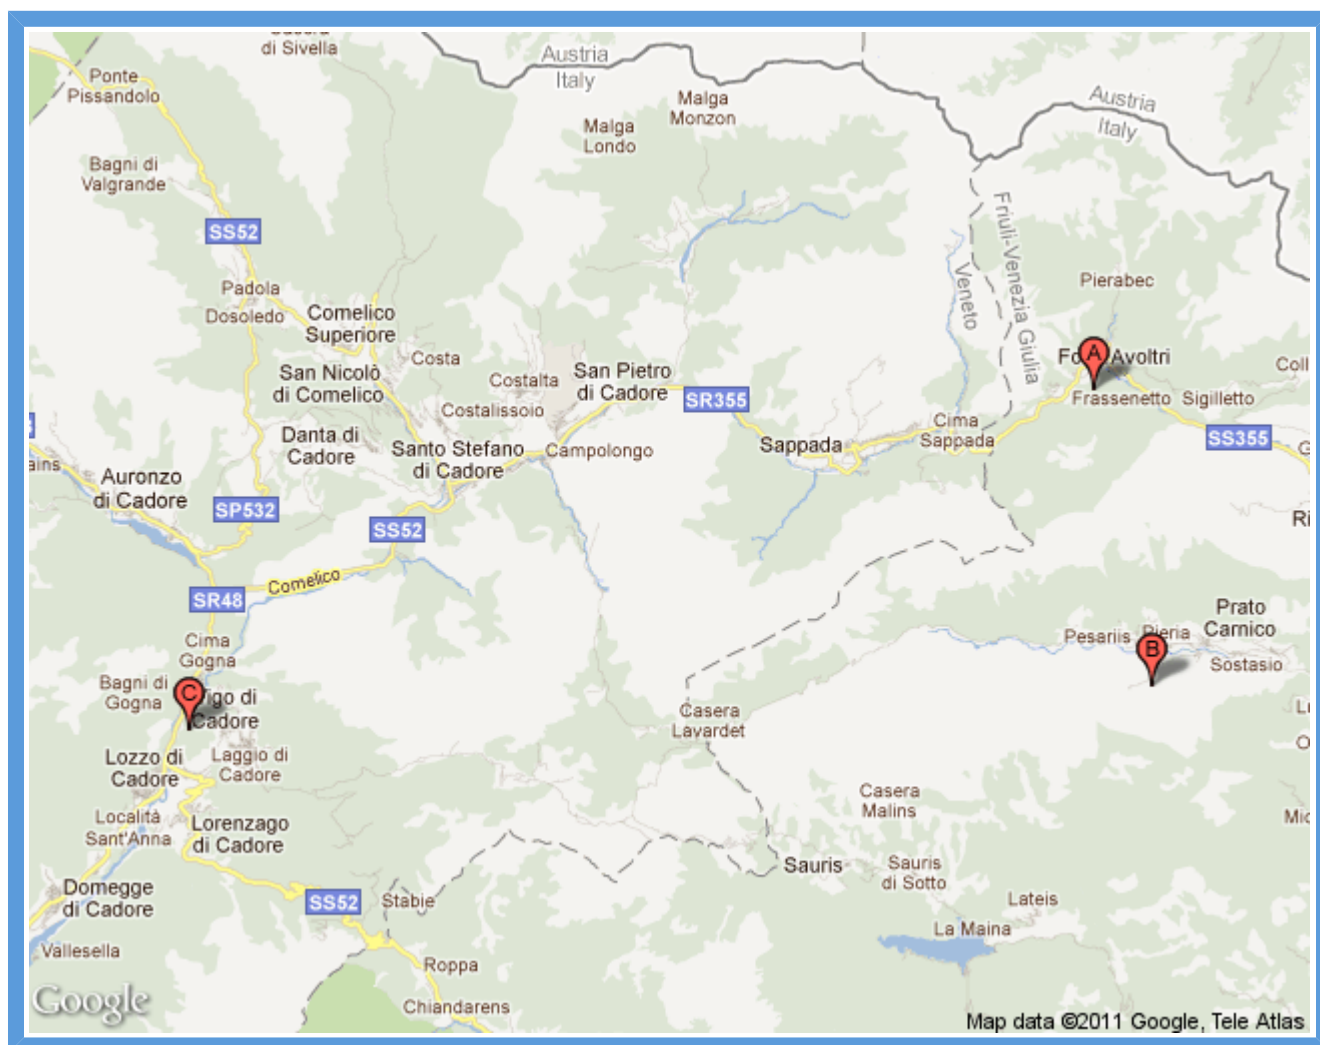 di Sivella
Austria
Italy
Ponte
Pissandolo
Malga
Monzon
Austria
Italy
Malga
Londo
Bagni di
Valgrande
SS52
Friuli-Venezia Giulia
Veneto
Padola
Dosoledo
Comelico
Superiore
Pierabec
Costa
San Nicolò
di Comelico
Costalta
Costalissoio
San Pietro
di Cadore
SR355
A
Avoltri
Frassenetto
Sigilletto
Coll
Danta di
Cadore
Santo Stefano
di Cadore
Campolongo
Sappada
Cima
Sappada
SS355
Auronzo
di Cadore
SP532
SS52
Ri
Comelico
SR48
Cima
Gogna
Prato
Carnico
Pesariis
Pieria
B
Sostasio
Bagni di
Gogna
C
Vigo di
Cadore
Casera
Lavardet
Lozzo di
Cadore
Laggio di
Cadore
Casera
Malins
Località
Sant'Anna
Lorenzago
di Cadore
Mic
Sauris
Sauris
di Sotto
Domegge
di Cadore
SS52
Stabie
Lateis
La Maina
Vallesella
Roppa
Chiandarens
Google
Map data ©2011 Google, Tele Atlas